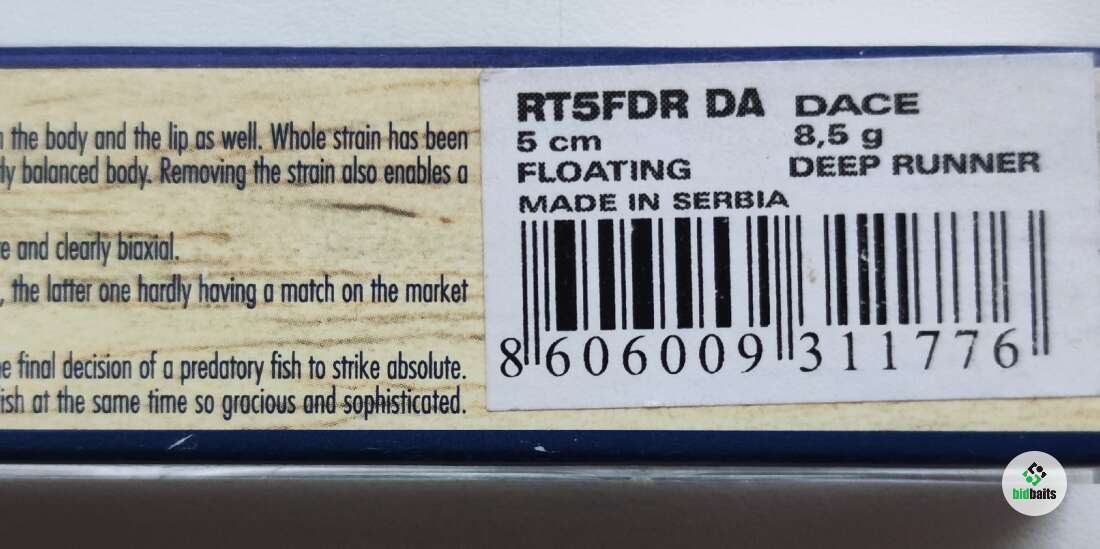 the body and the lip as well. Whole strain has been
balanced body. Removing the strain also enables a
and clearly biaxial.
, the latter one hardly having a match on the market
final decision of a predatory fish to strike absolute.
at the same time so gracious and sophisticated.
RT5FDR DA DACE
5 cm 8,5 g
FLOATING DEEP RUNNER
MADE IN SERBIA
8 606009 311776
bidbaits